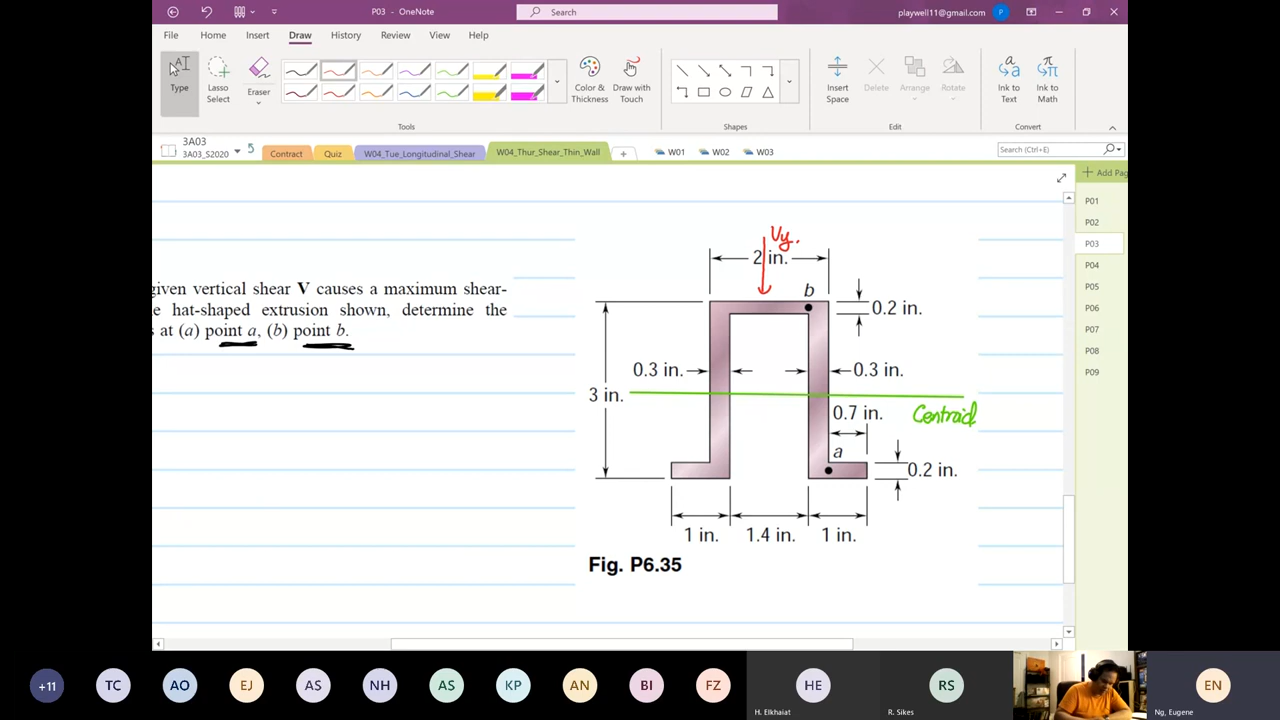 P03 - OneNote
Search
playwell11@gmail.com
P
File
Home
Insert
Draw
History
Review
View
Help
Type
Lasso
Select
Eraser
Color &
Thickness
Draw with
Touch
Insert
Space
Delete
Arrange
Rotate
Ink to
Text
Ink to
Math
Tools
Shapes
Edit
Convert
3A03
3A03_S2020
5
Contract
Quiz
W04_Tue_Longitudinal_Shear
W04_Thur_Shear_Thin_Wall
W01
W02
W03
Search (Ctrl+E)
Add Pag
P01
P02
P03
P04
P05
P06
P07
P08
P09
given vertical shear V causes a maximum shear-
e hat-shaped extrusion shown, determine the
s at (a) point a, (b) point b.
Vy.
2 in.
b
0.2 in.
0.3 in.
0.3 in.
3 in.
0.7 in.
Centroid
a
0.2 in.
1 in.
1.4 in.
1 in.
Fig. P6.35
+11
TC
AO
EJ
AS
NH
AS
KP
AN
BI
FZ
HE
H. Elkhaiat
RS
R. Sikes
EN
Ng, Eugene